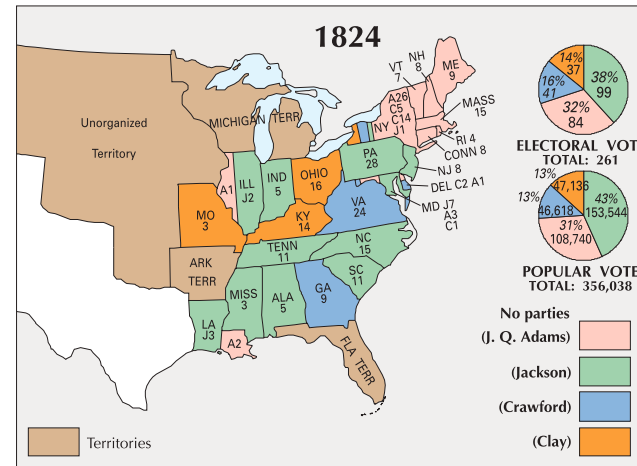 1824
Unorganized
Territory
MICHIGAN TERR
VT
7
NH
8
ME
9
A26
C5
C14
J1
NY
MASS
15
RI 4
CONN 8
NJ 8
DEL C2 A1
MD J7
A3
C1
PA
28
A1
ILL
J2
IND
5
OHIO
16
MO
3
KY
14
VA
24
TENN
11
NC
15
SC
11
ARK
TERR
MISS
3
ALA
5
GA
9
LA
J3
A2
FLA TERR
14%
37
38%
99
16%
41
32%
84
ELECTORAL VOT
TOTAL: 261
13%
47,136
43%
153,544
13%
46,618
31%
108,740
POPULAR VOTE
TOTAL: 356,038
No parties
(J. Q. Adams)
(Jackson)
(Crawford)
(Clay)
Territories